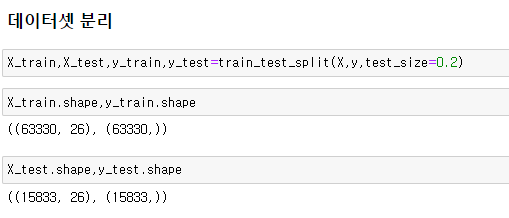 데이터셋 분리
X_train,X_test,y_train,y_test=train_test_split(X,y,test_size=0.2)
X_train.shape,y_train.shape
((63330, 26), (63330,))
X_test.shape,y_test.shape
((15833, 26), (15833,))